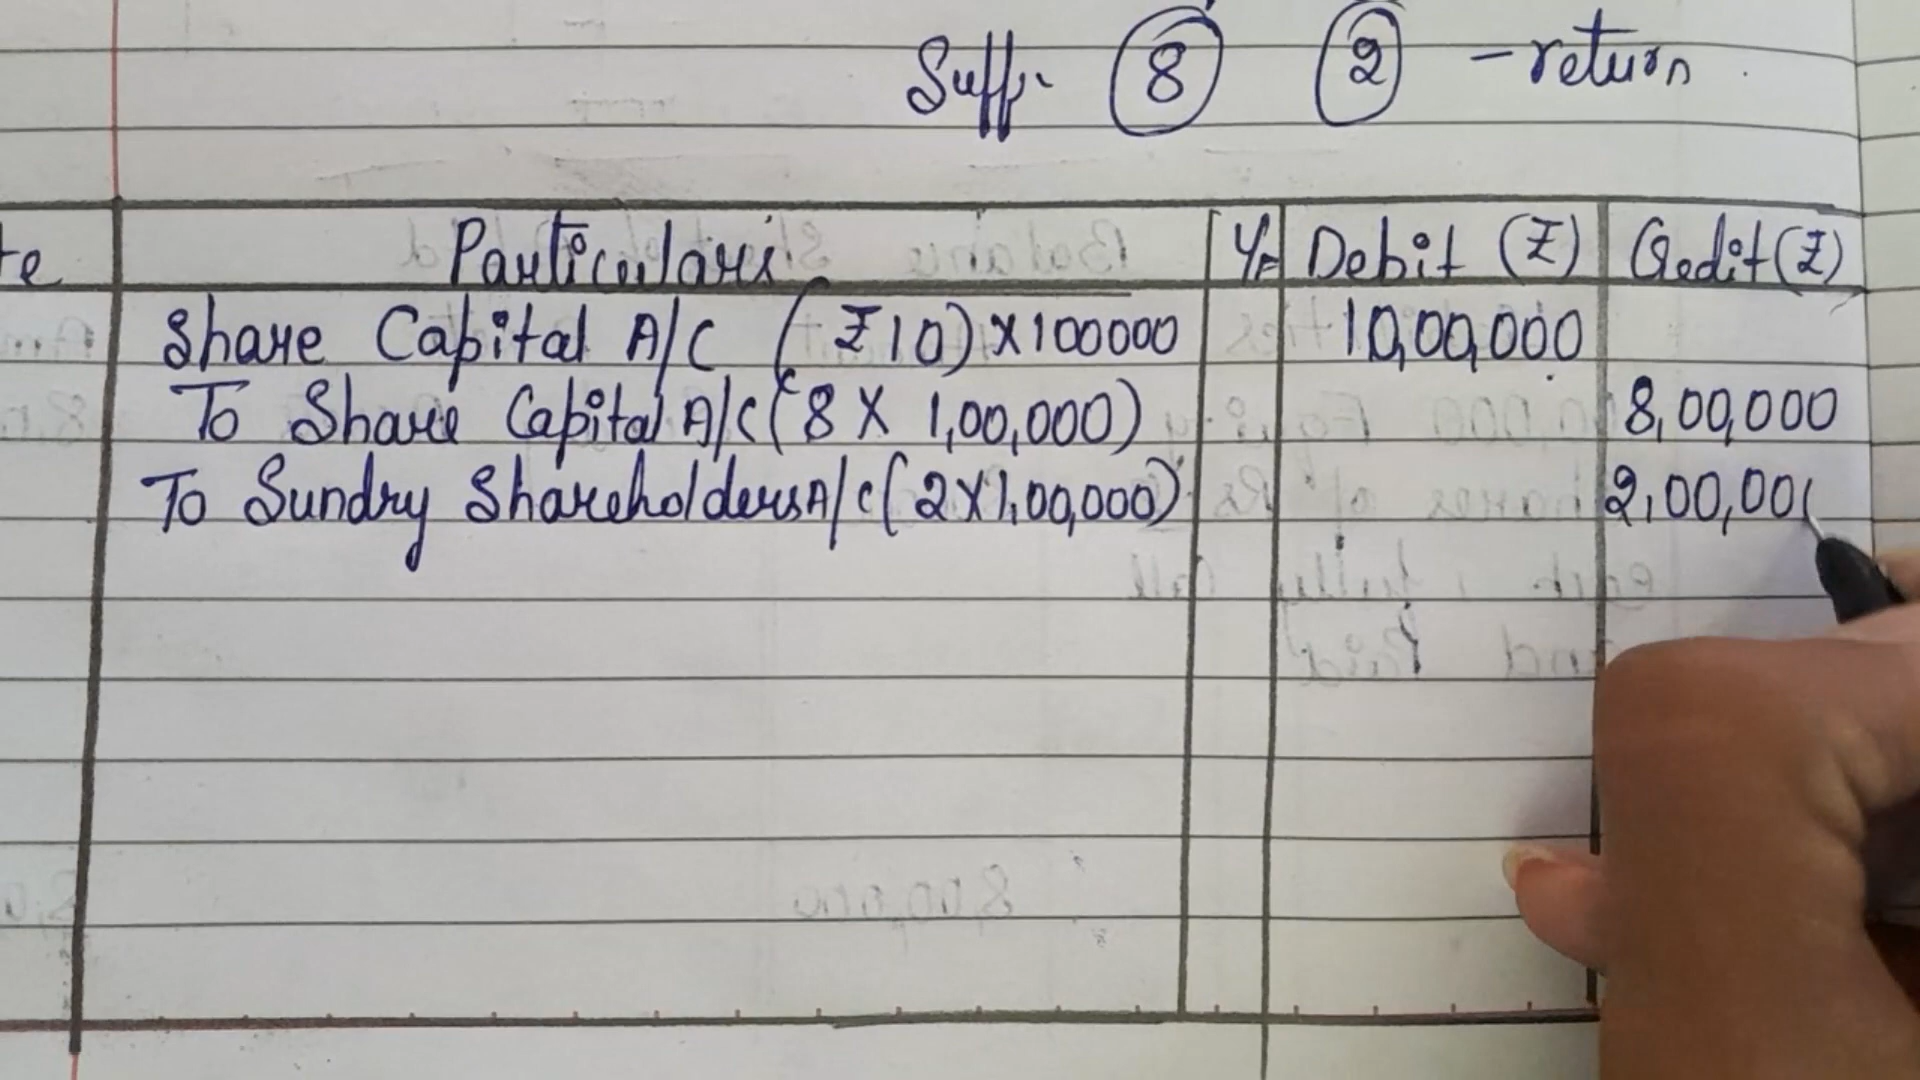 Suff. 8 2 - return
te Particulars L/F Debit (₹) Credit (₹)
Share Capital A/C (₹10) × 100000 10,00,000
To Share Capital A/C (8 X 1,00,000) 8,00,000
To Sundry Shareholders A/C (2 X 1,00,000) 2,00,00